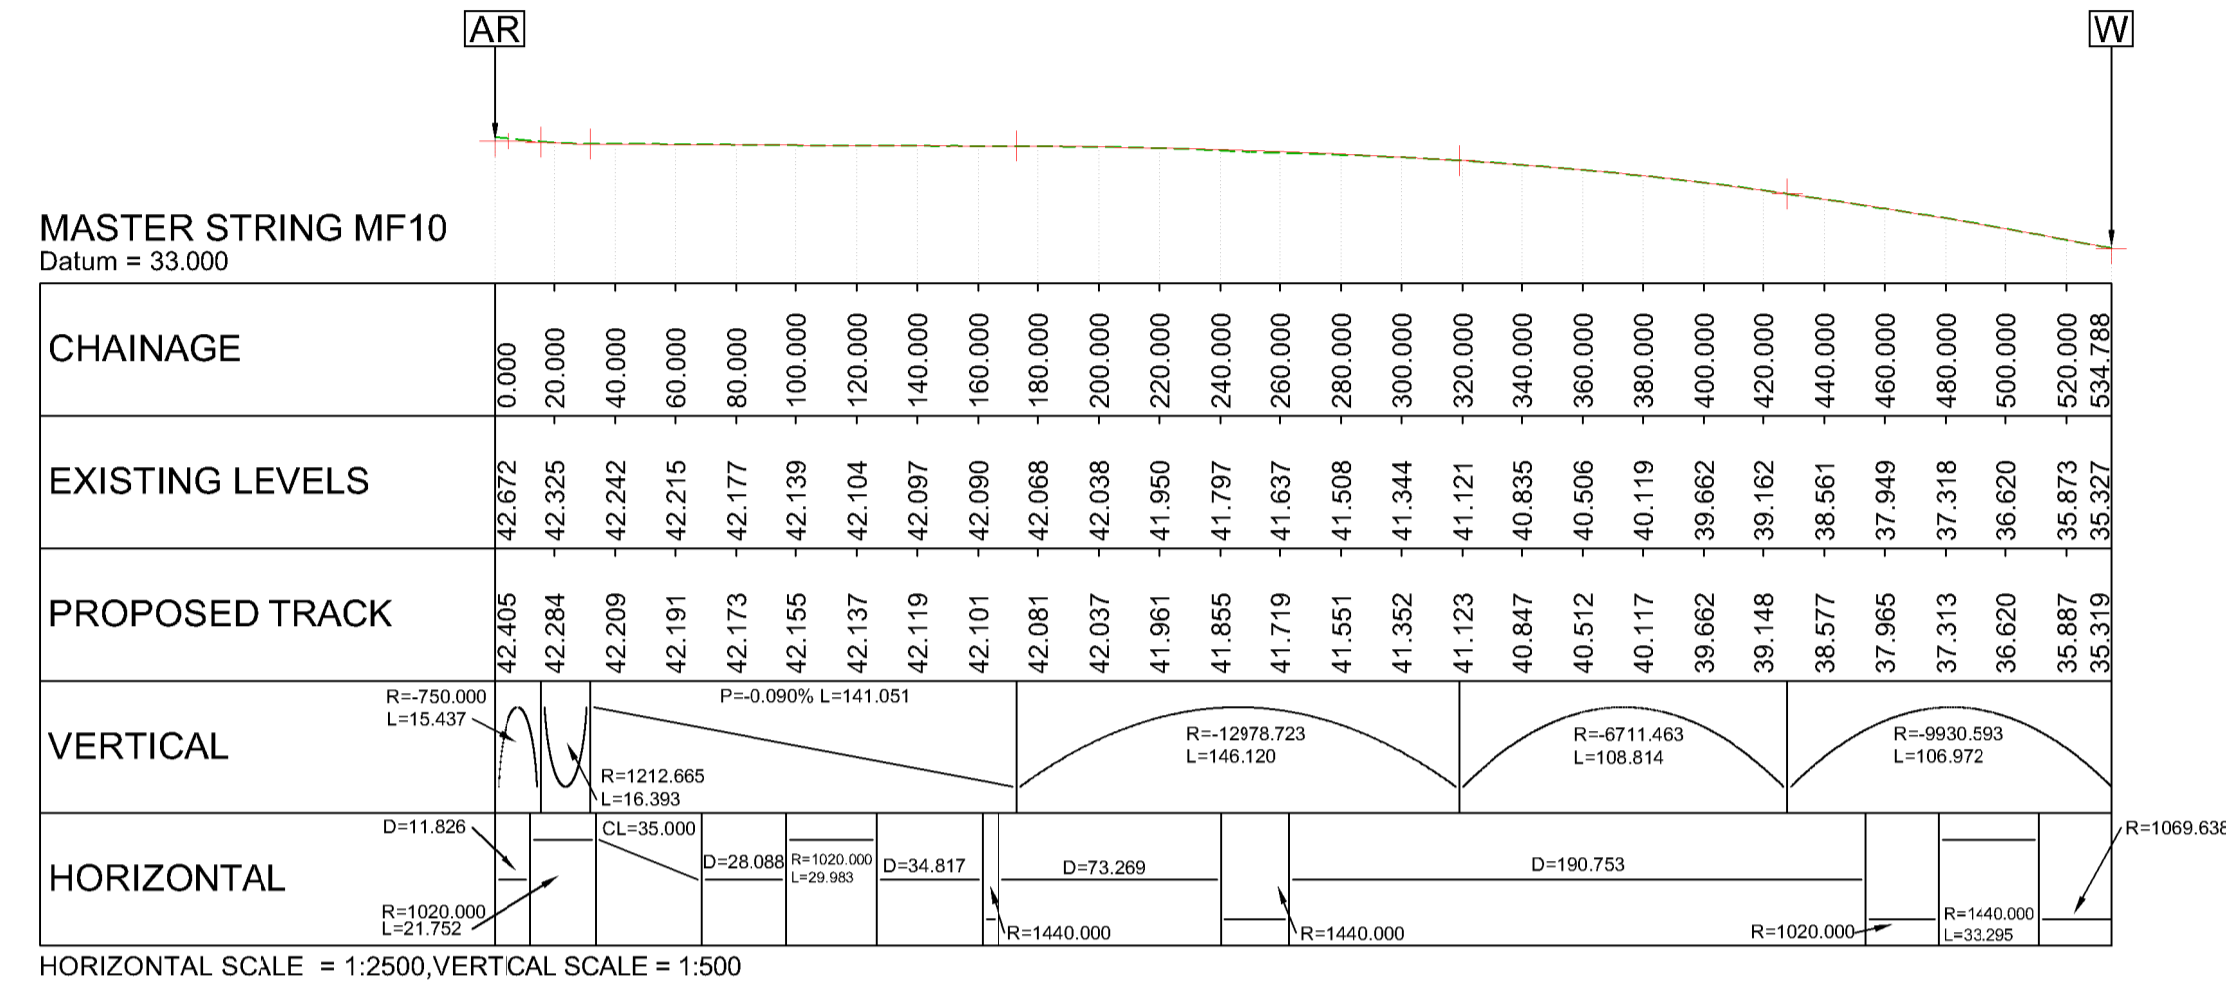 AR W
MASTER STRING MF10
Datum = 33.000
CHAINAGE 0.000 20.000 40.000 60.000 80.000 100.000 120.000 140.000 160.000 180.000 200.000 220.000 240.000 260.000 280.000 300.000 320.000 340.000 360.000 380.000 400.000 420.000 440.000 460.000 480.000 500.000 520.000 534.788
EXISTING LEVELS 42.672 42.325 42.242 42.215 42.177 42.139 42.104 42.097 42.090 42.068 42.038 41.950 41.797 41.637 41.508 41.344 41.121 40.835 40.506 40.119 39.662 39.162 38.561 37.949 37.318 36.620 35.873 35.327
PROPOSED TRACK 42.405 42.284 42.209 42.191 42.173 42.155 42.137 42.119 42.101 42.081 42.037 41.961 41.855 41.719 41.551 41.352 41.123 40.847 40.512 40.117 39.662 39.148 38.577 37.965 37.313 36.620 35.887 35.319
VERTICAL
R=-750.000
L=15.437
R=1212.665
L=16.393
P=-0.090% L=141.051
R=-12978.723
L=146.120
R=-6711.463
L=108.814
R=-9930.593
L=106.972
HORIZONTAL
D=11.826
R=1020.000
L=21.752
CL=35.000
D=28.088
R=1020.000
L=29.983
D=34.817
R=1440.000
D=73.269
R=1440.000
D=190.753
R=1020.000
R=1440.000
L=33.295
R=1069.638
HORIZONTAL SCALE = 1:2500,VERTICAL SCALE = 1:500